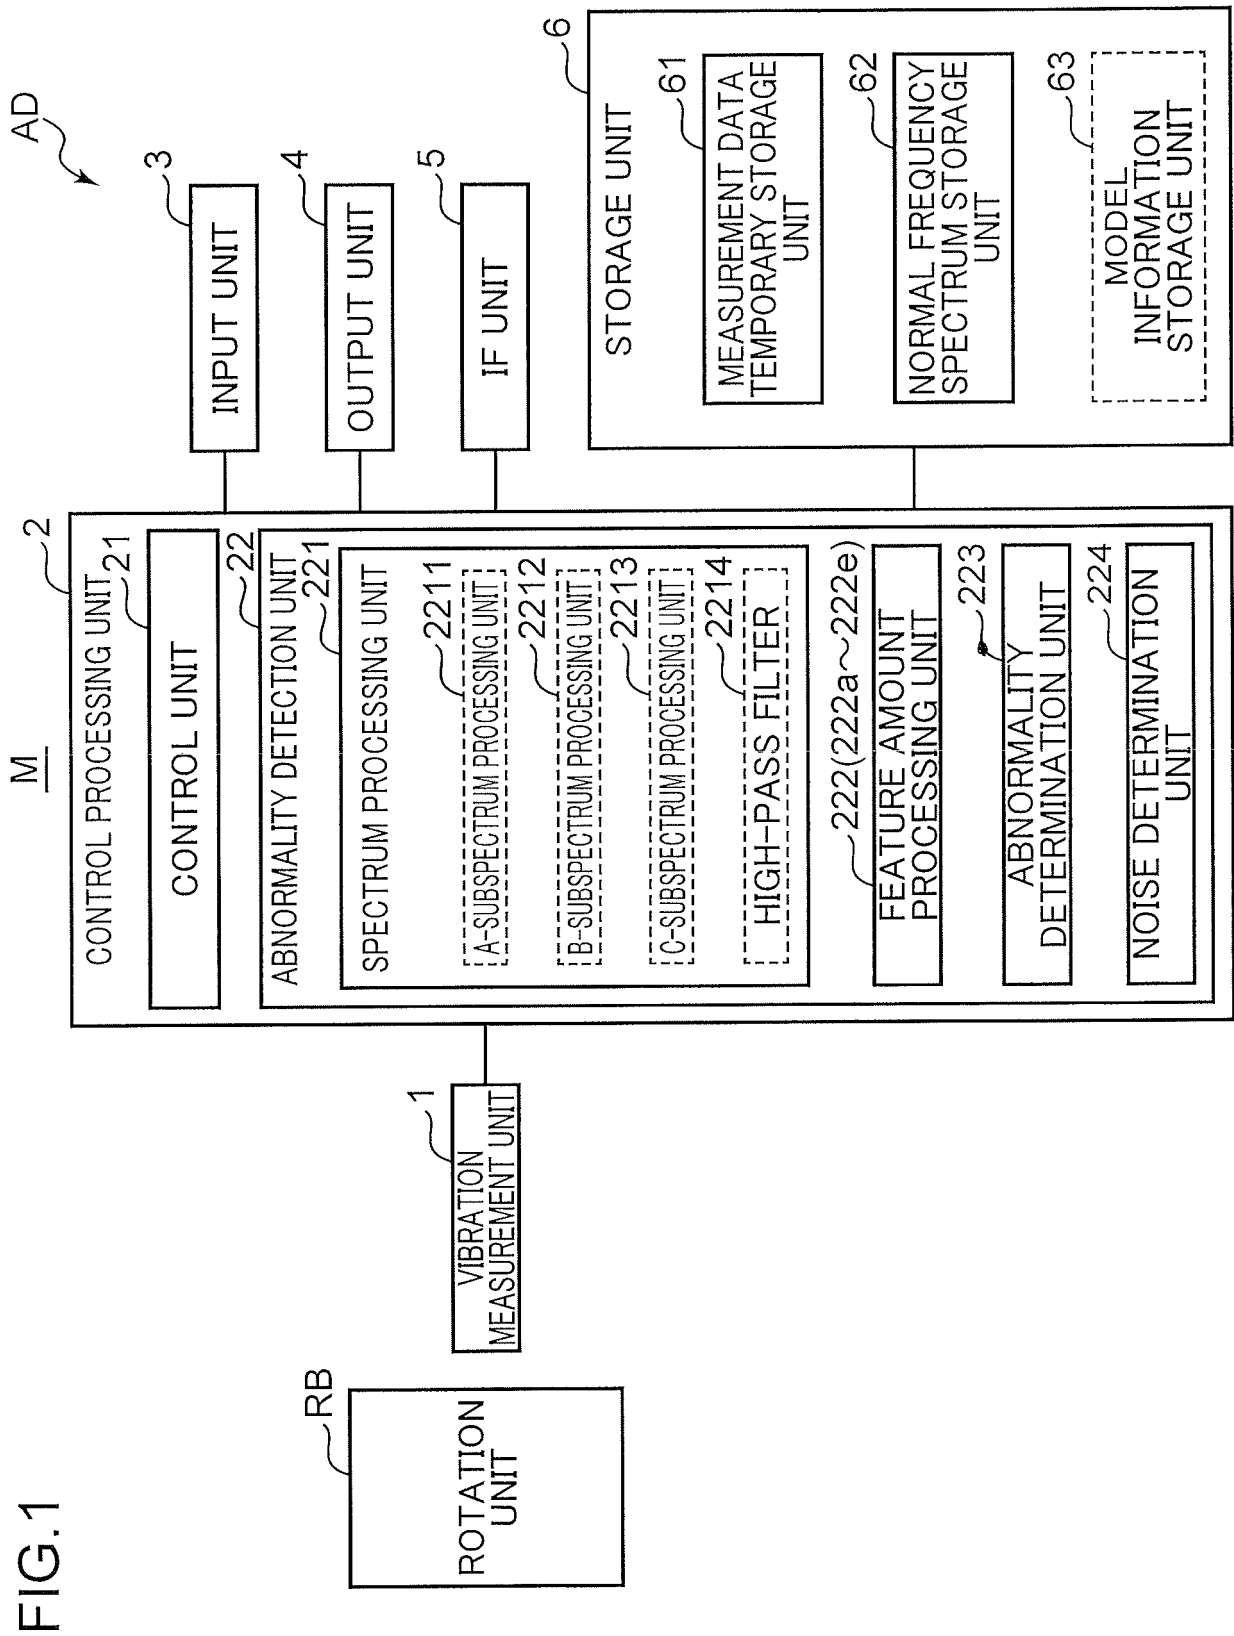 FIG.1
M
AD
RB
ROTATION
UNIT
1
VIBRATION
MEASUREMENT UNIT
2
CONTROL PROCESSING UNIT
21
CONTROL UNIT
22
ABNORMALITY DETECTION UNIT
221
SPECTRUM PROCESSING UNIT
2211
A-SUBSPECTRUM PROCESSING UNIT
2212
B-SUBSPECTRUM PROCESSING UNIT
2213
C-SUBSPECTRUM PROCESSING UNIT
2214
HIGH-PASS FILTER
222(222a~222e)
FEATURE AMOUNT
PROCESSING UNIT
223
ABNORMALITY
DETERMINATION UNIT
224
NOISE DETERMINATION
UNIT
3
INPUT UNIT
4
OUTPUT UNIT
5
IF UNIT
6
STORAGE UNIT
61
MEASUREMENT DATA
TEMPORARY STORAGE
UNIT
62
NORMAL FREQUENCY
SPECTRUM STORAGE
UNIT
63
MODEL
INFORMATION
STORAGE UNIT